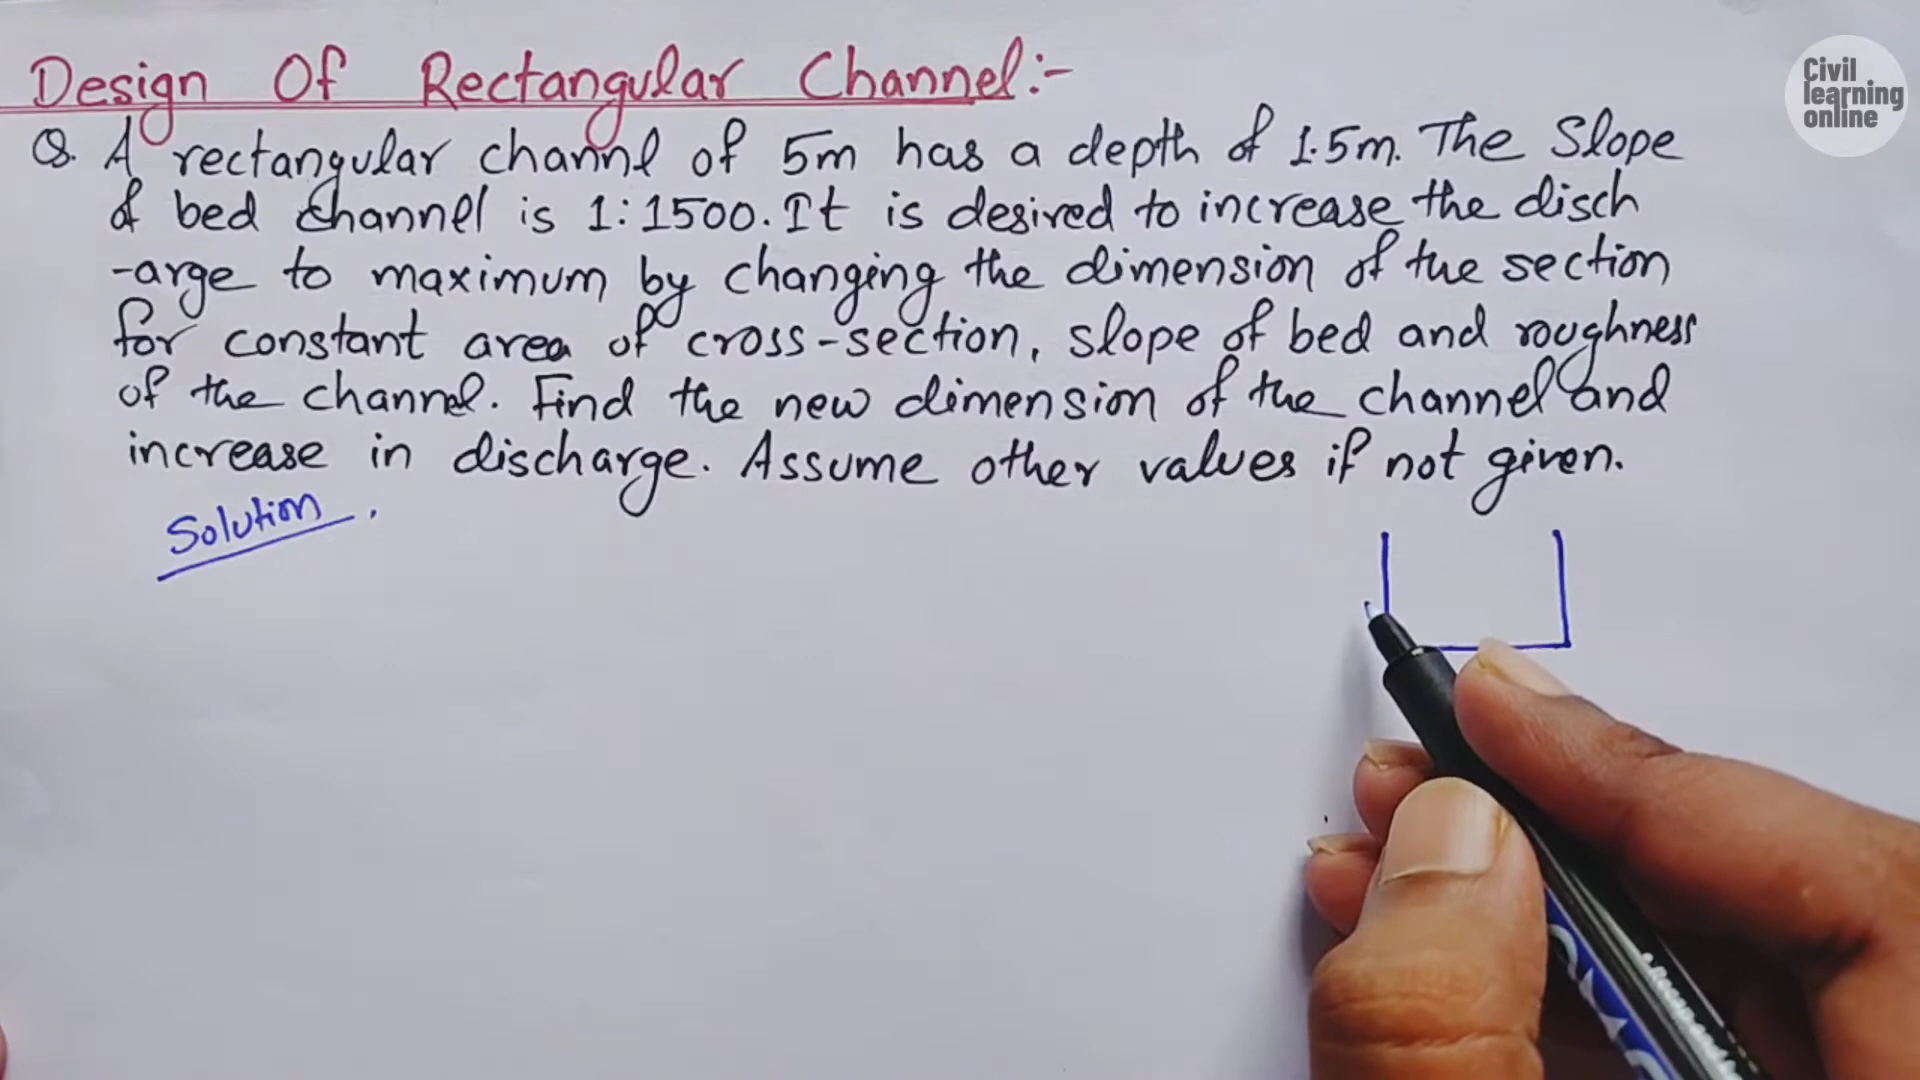 Design Of Rectangular Channel:-
Civil
learning
online
Q. A rectangular channl of 5m has a depth of 1.5m. The Slope
of bed channel is 1:1500. It is desired to increase the disch
-arge to maximum by changing the dimension of the section
for constant area of cross-section, slope of bed and roughness
of the channel. Find the new dimension of the channel and
increase in discharge. Assume other values if not given.
Solution.